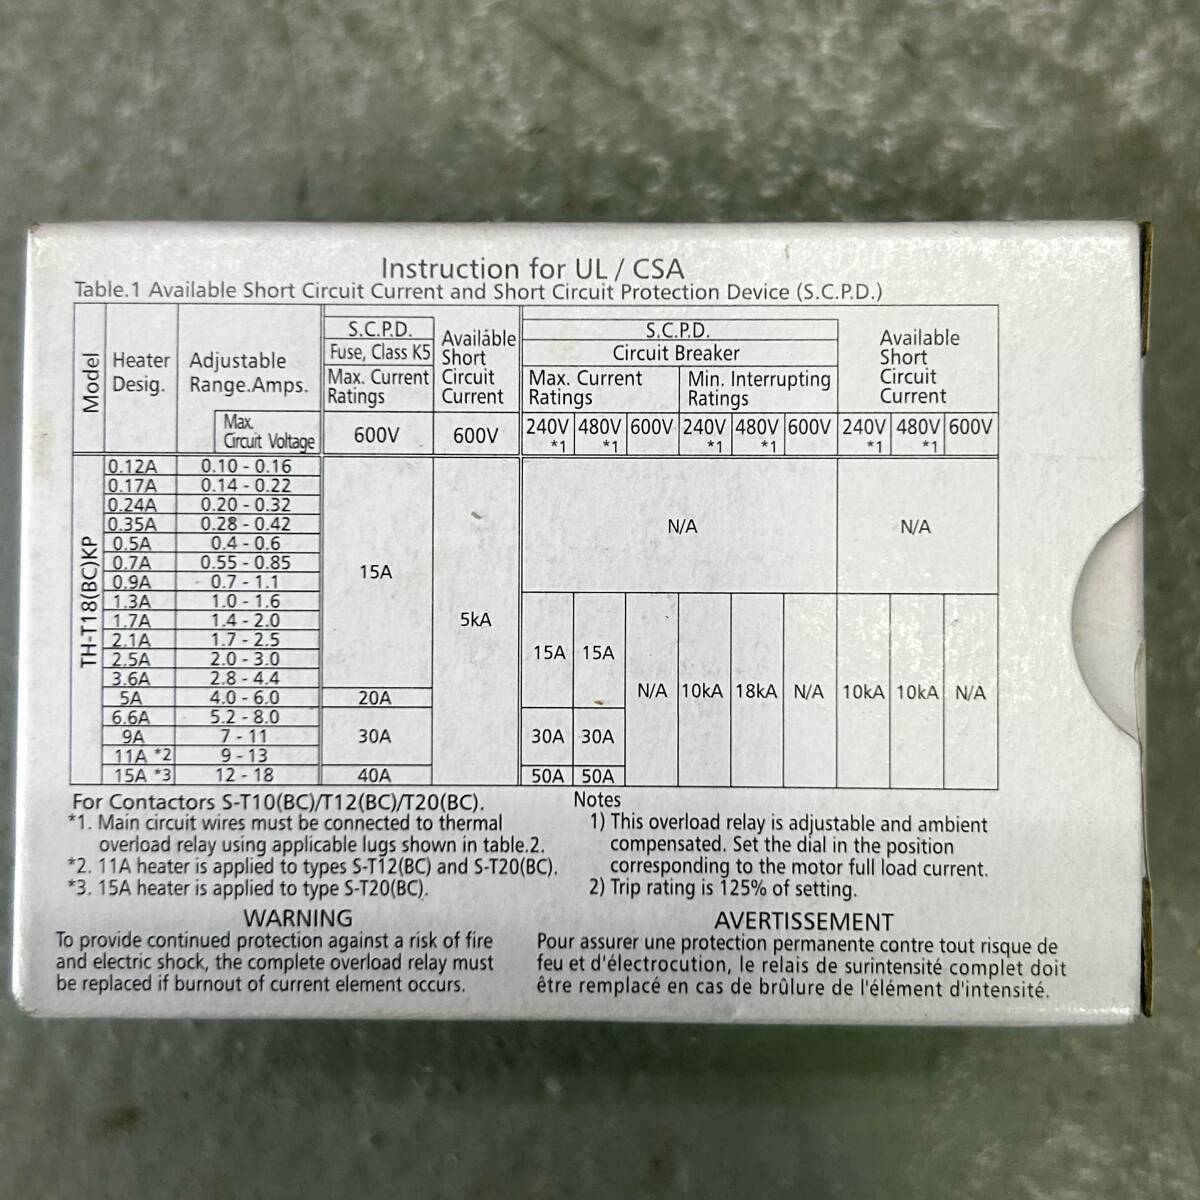 Instruction for UL / CSA
Table.1 Available Short Circuit Current and Short Circuit Protection Device (S.C.P.D.)
Model
Heater Desig.
Adjustable Range.Amps.
Max. Circuit Voltage
S.C.P.D.
Fuse, Class K5
Max. Current Ratings
600V
Available Short Circuit Current
600V
S.C.P.D.
Circuit Breaker
Max. Current Ratings
Min. Interrupting Ratings
Available Short Circuit Current
240V *1 480V *1 600V 240V *1 480V *1 600V 240V *1 480V *1 600V
TH-T18(BC)KP
0.12A 0.10 - 0.16
0.17A 0.14 - 0.22
0.24A 0.20 - 0.32
0.35A 0.28 - 0.42
0.5A 0.4 - 0.6
0.7A 0.55 - 0.85
0.9A 0.7 - 1.1
1.3A 1.0 - 1.6
1.7A 1.4 - 2.0
2.1A 1.7 - 2.5
2.5A 2.0 - 3.0
3.6A 2.8 - 4.4
5A 4.0 - 6.0
6.6A 5.2 - 8.0
9A 7 - 11
11A *2 9 - 13
15A *3 12 - 18
15A
20A
30A
40A
5kA
N/A N/A
15A 15A
30A 30A
50A 50A
N/A 10kA 18kA N/A 10kA 10kA N/A
For Contactors S-T10(BC)/T12(BC)/T20(BC).
*1. Main circuit wires must be connected to thermal
overload relay using applicable lugs shown in table.2.
*2. 11A heater is applied to types S-T12(BC) and S-T20(BC).
*3. 15A heater is applied to type S-T20(BC).
Notes
1) This overload relay is adjustable and ambient
compensated. Set the dial in the position
corresponding to the motor full load current.
2) Trip rating is 125% of setting.
WARNING
To provide continued protection against a risk of fire
and electric shock, the complete overload relay must
be replaced if burnout of current element occurs.
AVERTISSEMENT
Pour assurer une protection permanente contre tout risque de
feu et d'électrocution, le relais de surintensité complet doit
être remplacé en cas de brûlure de l'élément d'intensité.